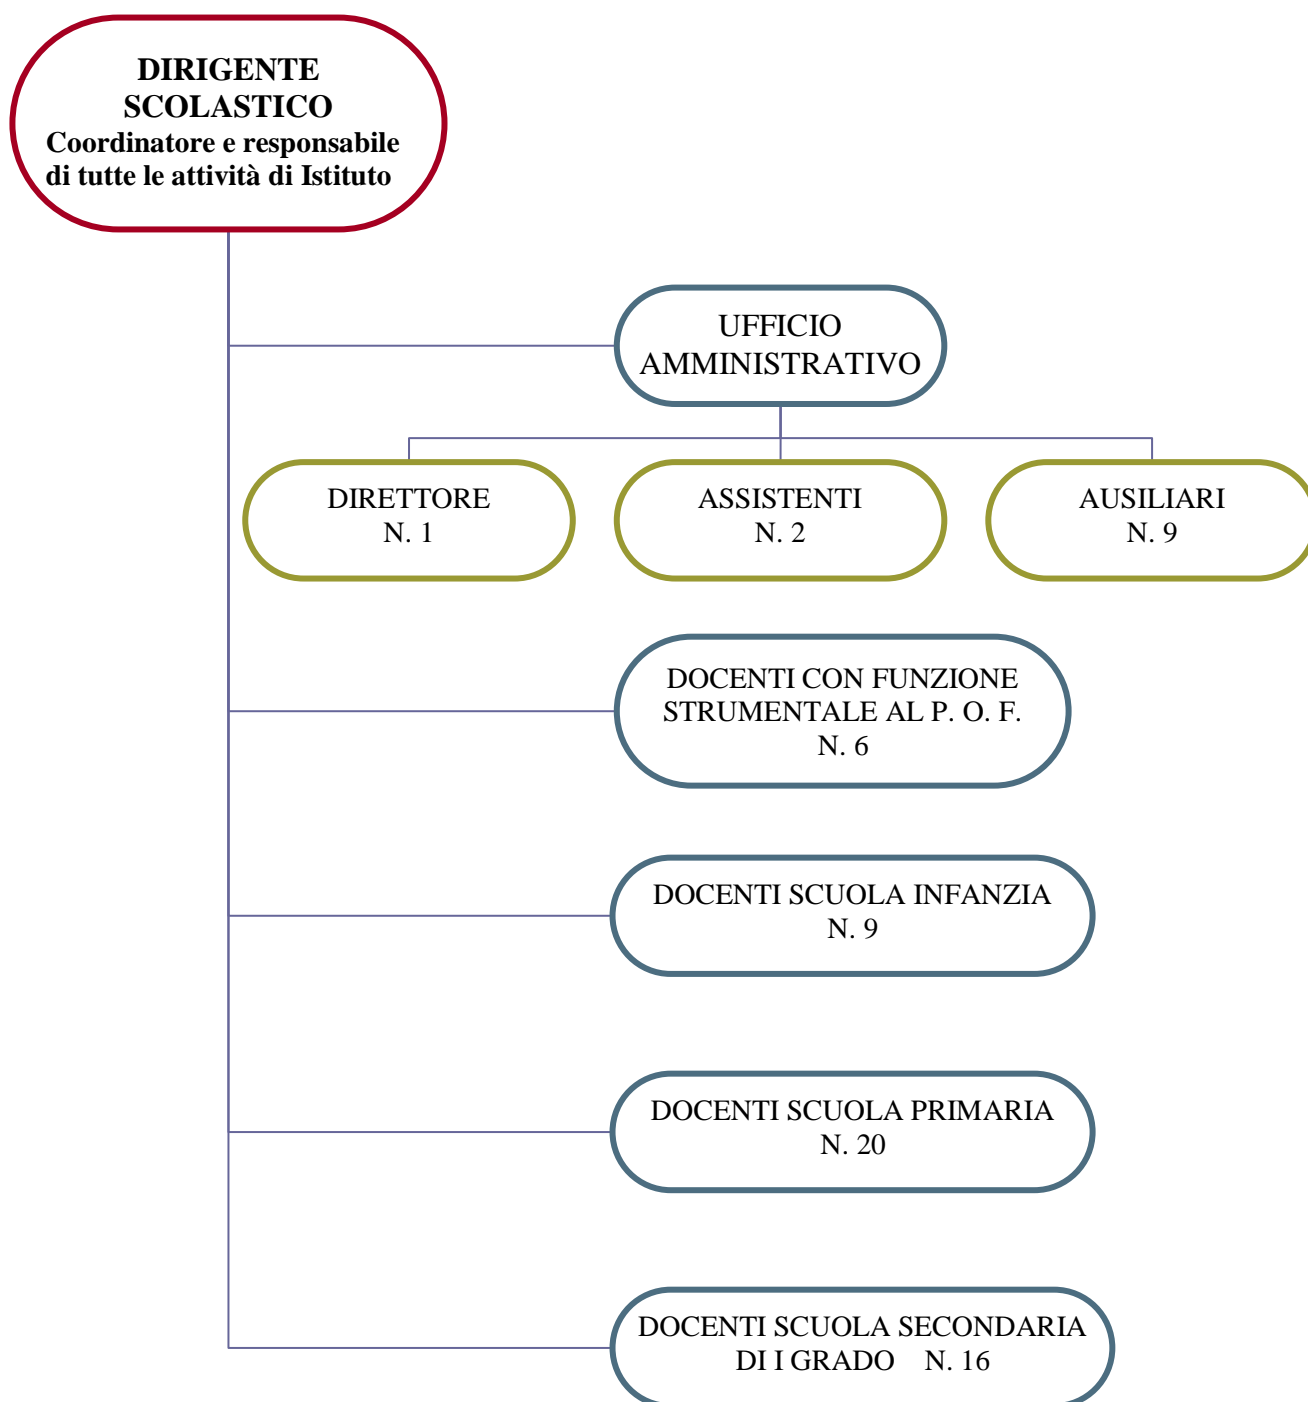 DIRIGENTE
SCOLASTICO
Coordinatore e responsabile
di tutte le attività di Istituto
UFFICIO
AMMINISTRATIVO
DIRETTORE
N. 1
ASSISTENTI
N. 2
AUSILIARI
N. 9
DOCENTI CON FUNZIONE
STRUMENTALE AL P. O. F.
N. 6
DOCENTI SCUOLA INFANZIA
N. 9
DOCENTI SCUOLA PRIMARIA
N. 20
DOCENTI SCUOLA SECONDARIA
DI I GRADO N. 16